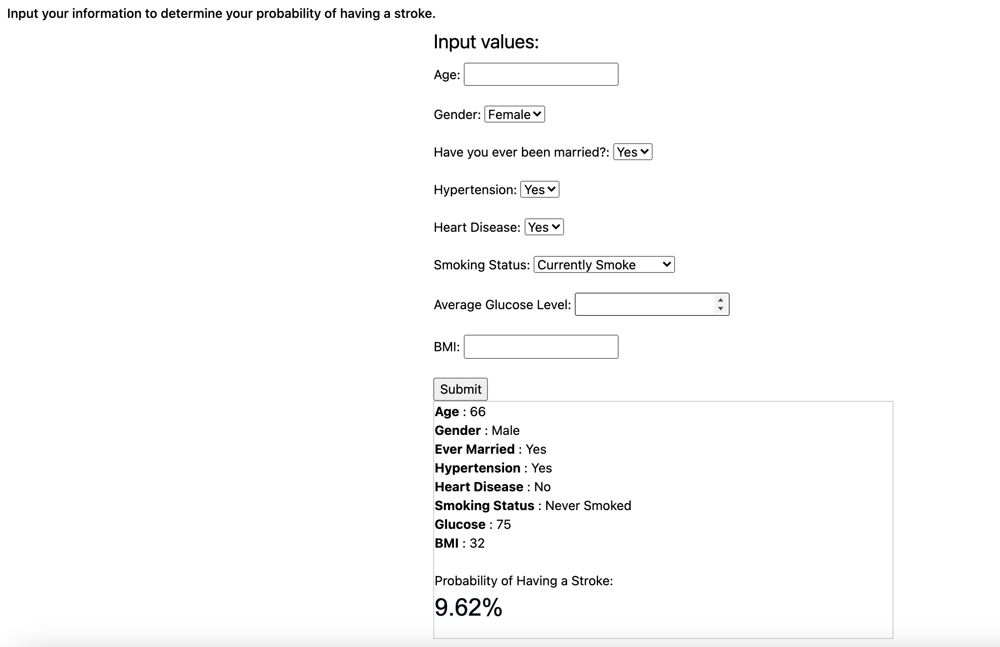 Input your information to determine your probability of having a stroke.
Input values:
Age:
Gender: Female
Have you ever been married?: Yes
Hypertension: Yes
Heart Disease: Yes
Smoking Status: Currently Smoke
Average Glucose Level:
BMI:
Submit
Age : 66
Gender : Male
Ever Married : Yes
Hypertension : Yes
Heart Disease : No
Smoking Status : Never Smoked
Glucose : 75
BMI : 32
Probability of Having a Stroke:
9.62%